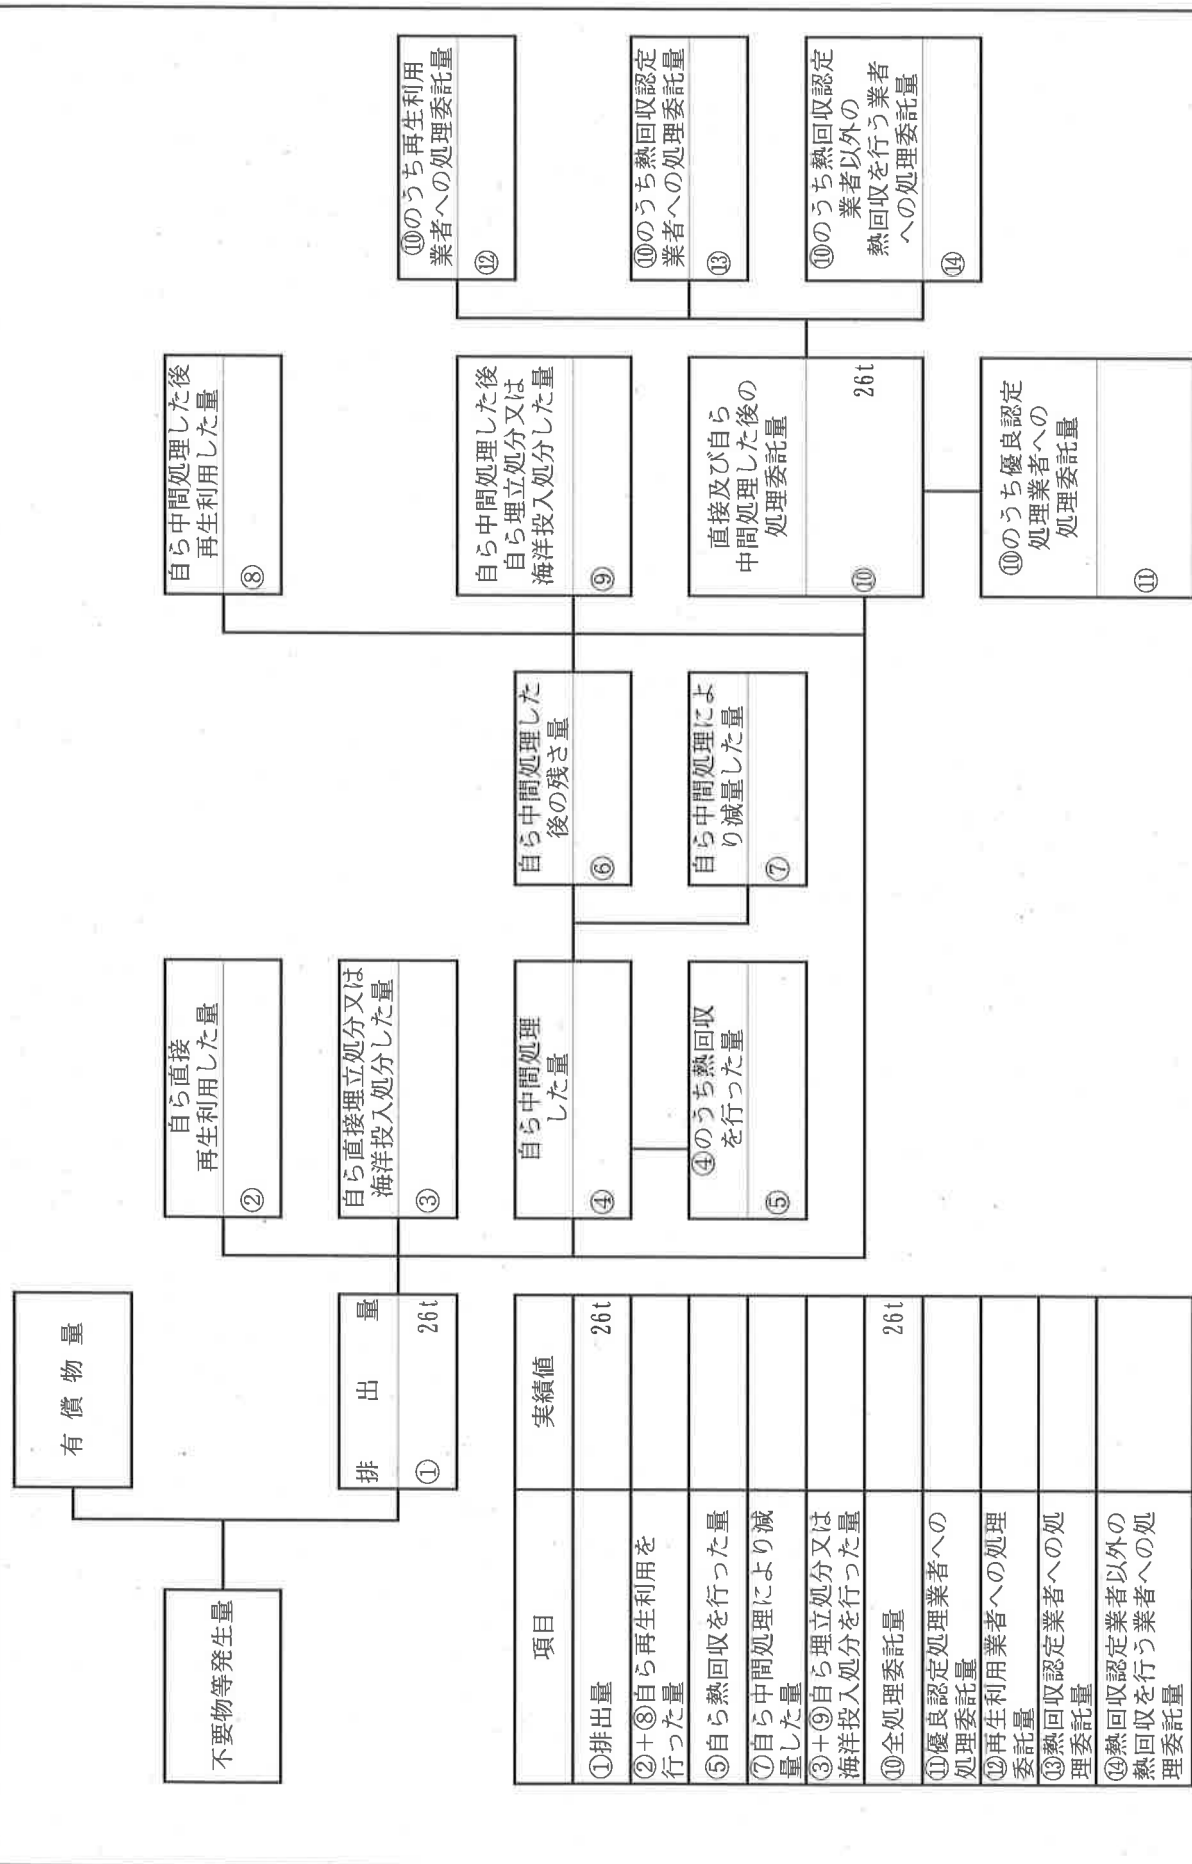 有 償 物 量
不要物等発生量
排 出 量
① 26t
自ら直接
再生利用した量
②
自ら直接埋立処分又は
海洋投入処分した量
③
自ら中間処理
した量
④
④のうち熱回収
を行った量
⑤
自ら中間処理した
後の残さ量
⑥
自ら中間処理によ
り減量した量
⑦
自ら中間処理した後
再生利用した量
⑧
自ら中間処理した後
自ら埋立処分又は
海洋投入処分した量
⑨
直接及び自ら
中間処理した後の
処理委託量
⑩ 26t
⑩のうち優良認定
処理業者への
処理委託量
⑪
⑩のうち再生利用
業者への処理委託量
⑫
⑩のうち熱回収認定
業者への処理委託量
⑬
⑩のうち熱回収認定
業者以外の
熱回収を行う業者
への処理委託量
⑭
項目 実績値
①排出量 26t
②+⑧自ら再生利用を
行った量
⑤自ら熱回収を行った量
⑦自ら中間処理により減
量した量
③+⑨自ら埋立処分又は
海洋投入処分を行った量
⑩全処理委託量 26t
⑪優良認定処理業者への
処理委託量
⑫再生利用業者への処理
委託量
⑬熱回収認定業者への処
理委託量
⑭熱回収認定業者以外の
熱回収を行う業者への処
理委託量